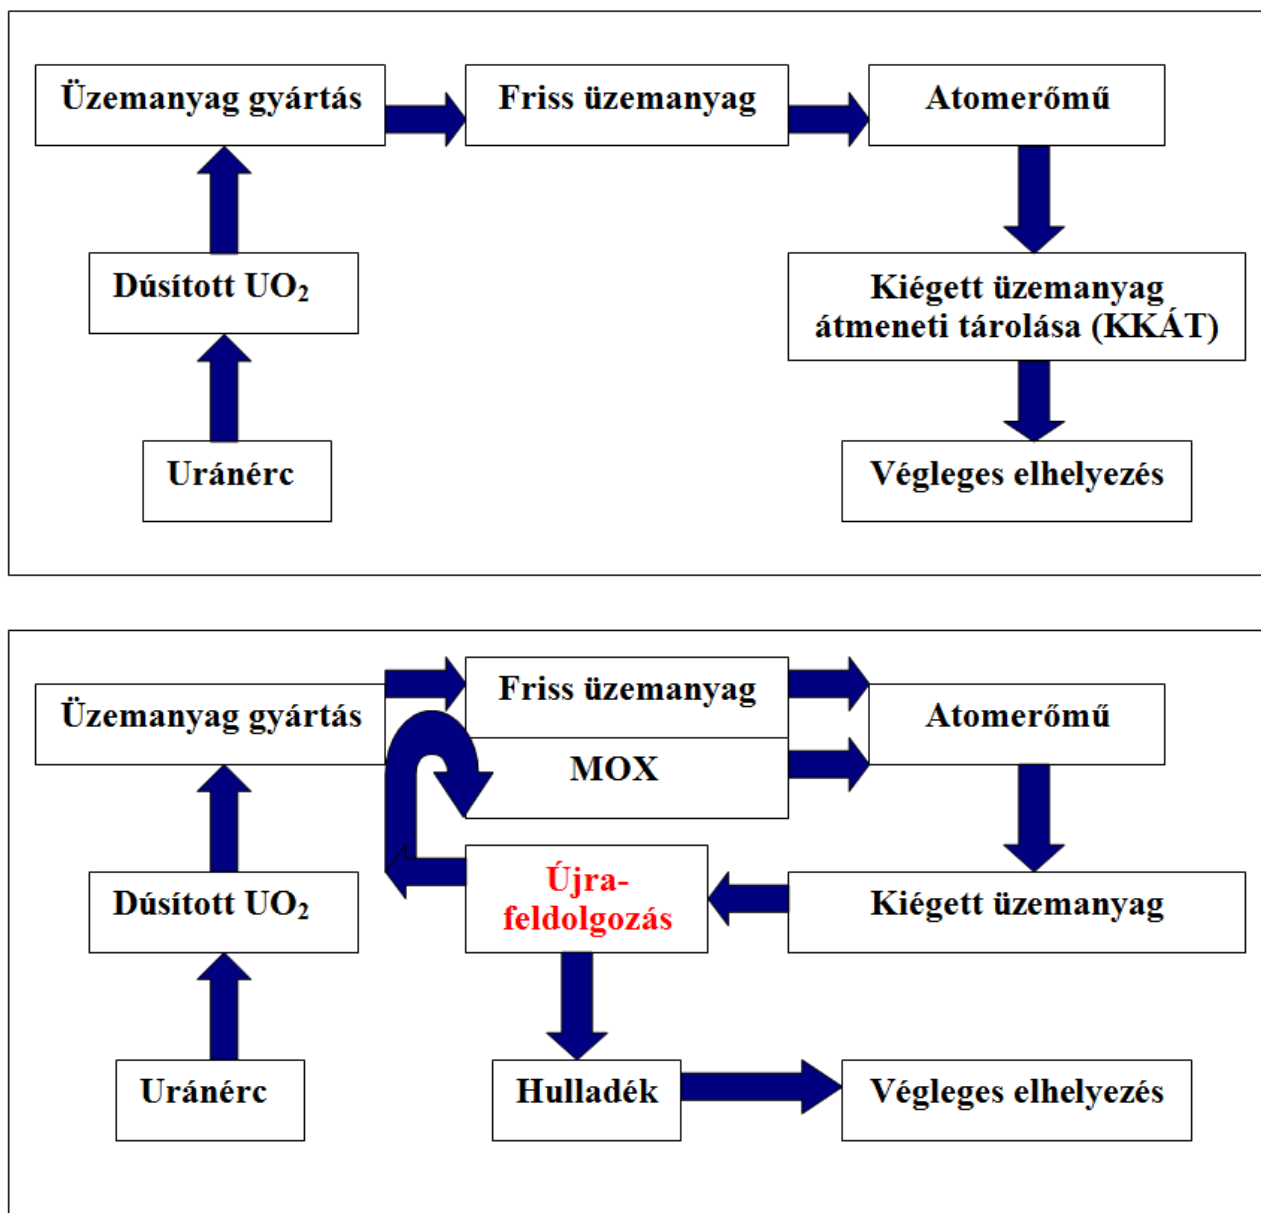 Üzemanyag gyártás
Friss üzemanyag
Atomerőmű
Dúsított UO₂
Kiégett üzemanyag
átmeneti tárolása (KKÁT)
Uránérc
Végleges elhelyezés
Friss üzemanyag
Üzemanyag gyártás
Atomerőmű
MOX
Újra-
feldolgozás
Dúsított UO₂
Kiégett üzemanyag
Uránérc
Hulladék
Végleges elhelyezés